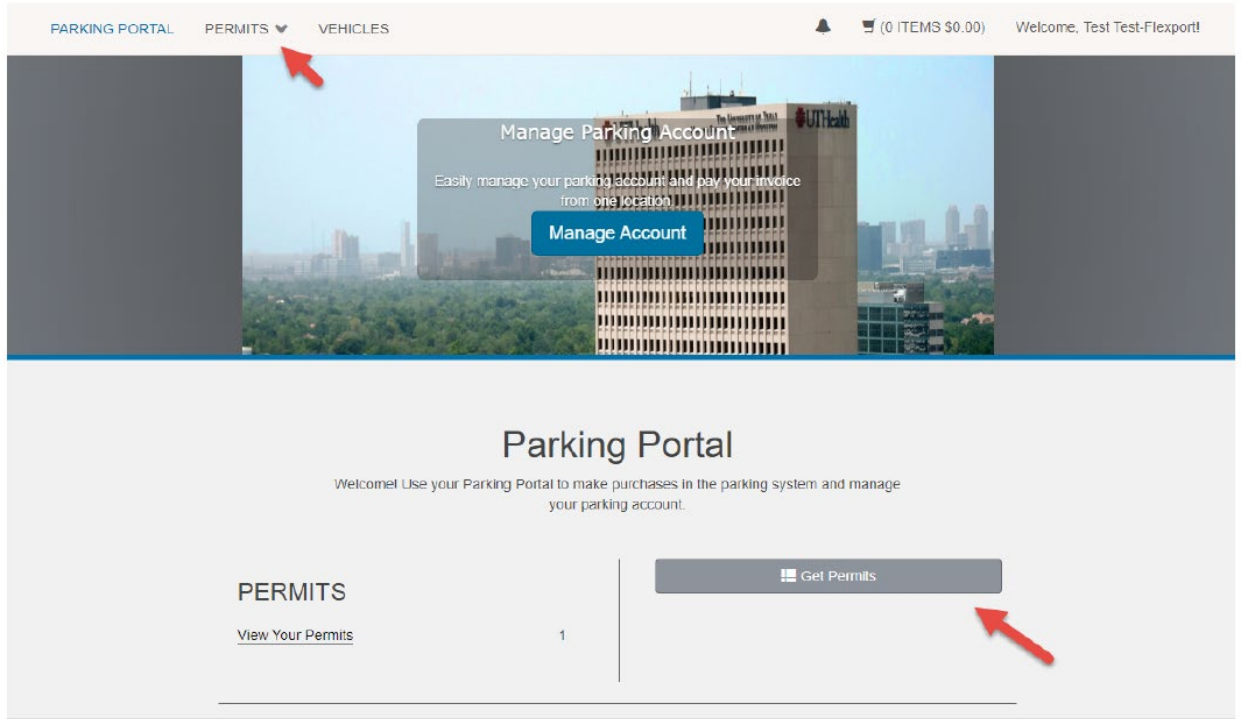 PARKING PORTAL PERMITS VEHICLES (0 ITEMS $0.00) Welcome, Test Test-Flexport!
UTHealth
Manage Parking Account
Easily manage your parking account and pay your invoice
from one location
Manage Account
Parking Portal
Welcome! Use your Parking Portal to make purchases in the parking system and manage
your parking account.
Get Permits
PERMITS
View Your Permits 1